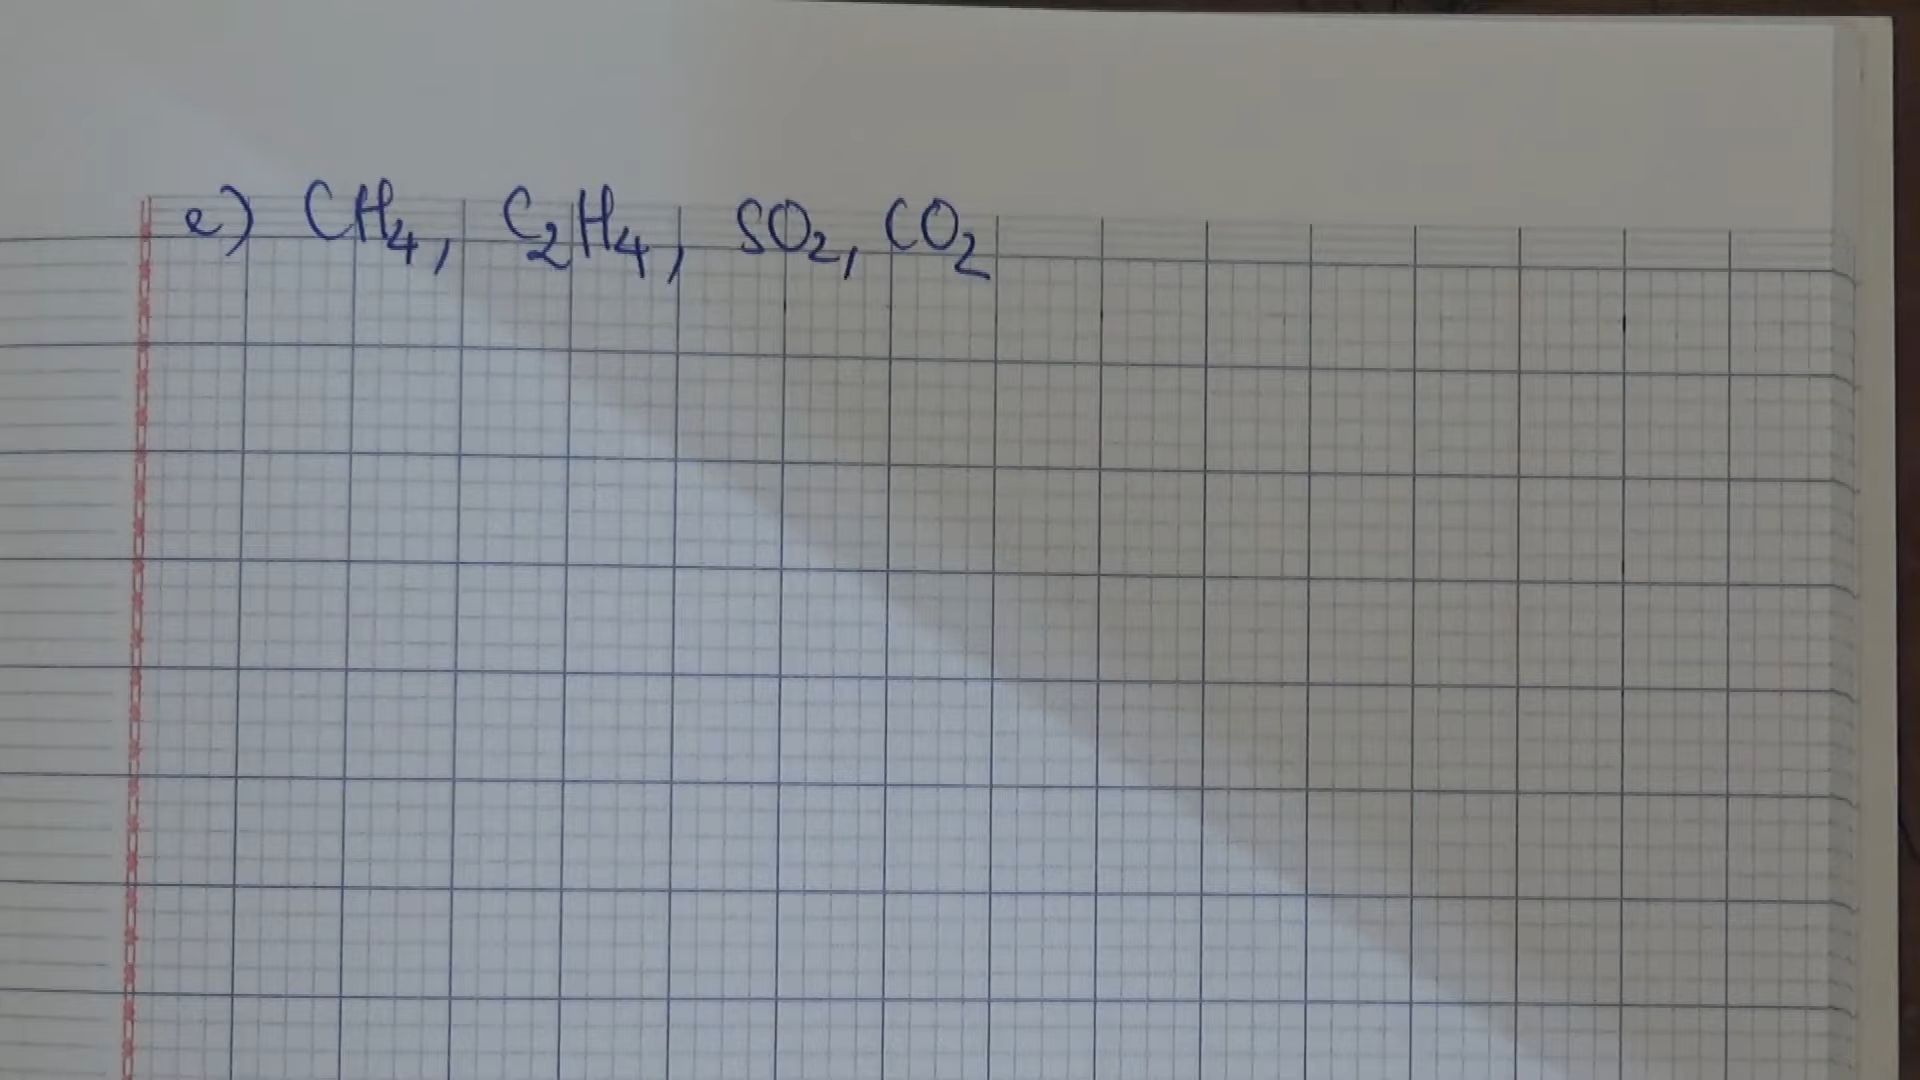 e) CH₄, C₂H₄, SO₂, CO₂